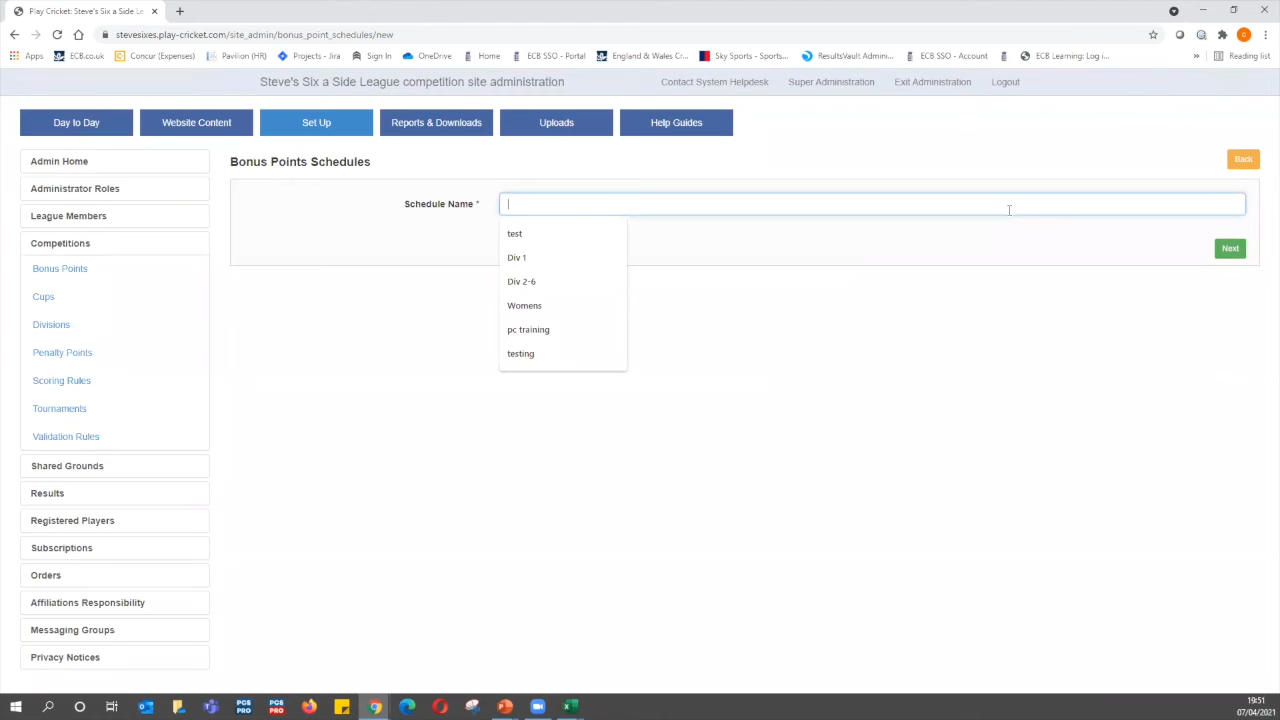 Play Cricket: Steve's Six a Side Le
stevesixes.play-cricket.com/site_admin/bonus_point_schedules/new
Apps ECB.co.uk Concur (Expenses) Pavilion (HR) Projects - Jira Sign In OneDrive Home ECB SSO - Portal England & Wales Cr... Sky Sports - Sports... ResultsVault Admini... ECB SSO - Account ECB Learning: Log i... » Reading list
Steve's Six a Side League competition site administration Contact System Helpdesk Super Administration Exit Administration Logout
Day to Day Website Content Set Up Reports & Downloads Uploads Help Guides
Admin Home
Administrator Roles
League Members
Competitions
Bonus Points
Cups
Divisions
Penalty Points
Scoring Rules
Tournaments
Validation Rules
Shared Grounds
Results
Registered Players
Subscriptions
Orders
Affiliations Responsibility
Messaging Groups
Privacy Notices
Bonus Points Schedules
Back
Schedule Name *
test
Div 1
Div 2-6
Womens
pc training
testing
Next
PCS PRO
PCS PRO
19:51
07/04/2021